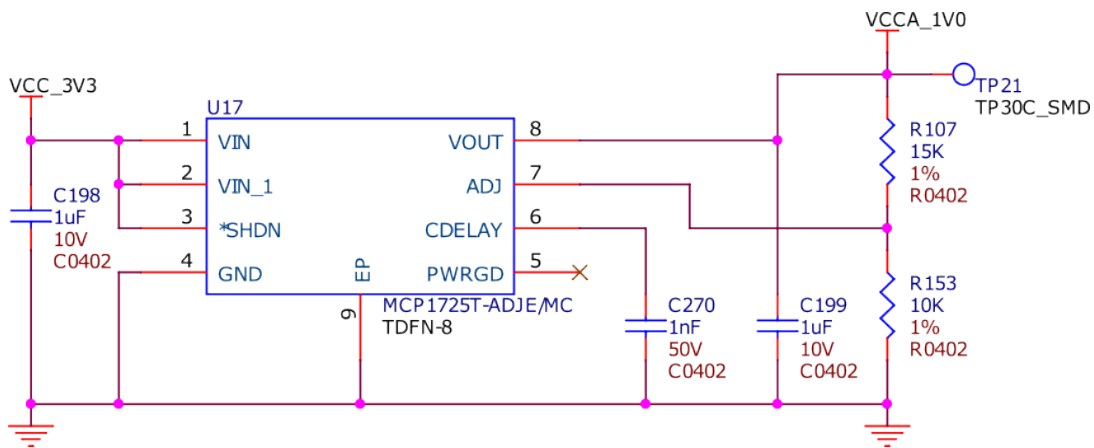 VCCA_1V0
VCC_3V3
TP21
TP30C_SMD
U17
1 VIN
2 VIN_1
3 *SHDN
4 GND
EP
9
VOUT 8
ADJ 7
CDELAY 6
PWRGD 5
MCP1725T-ADJE/MC
TDFN-8
C198
1uF
10V
C0402
R107
15K
1%
R0402
R153
10K
1%
R0402
C270
1nF
50V
C0402
C199
1uF
10V
C0402